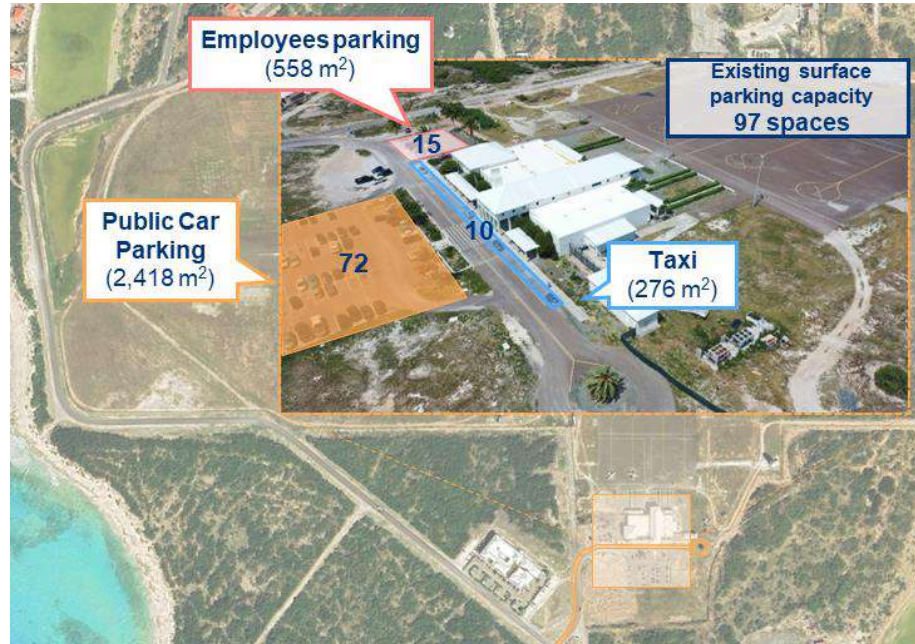 Employees parking
(558 m²)
Existing surface
parking capacity
97 spaces
15
Public Car
Parking
(2,418 m²)
72
10
Taxi
(276 m²)